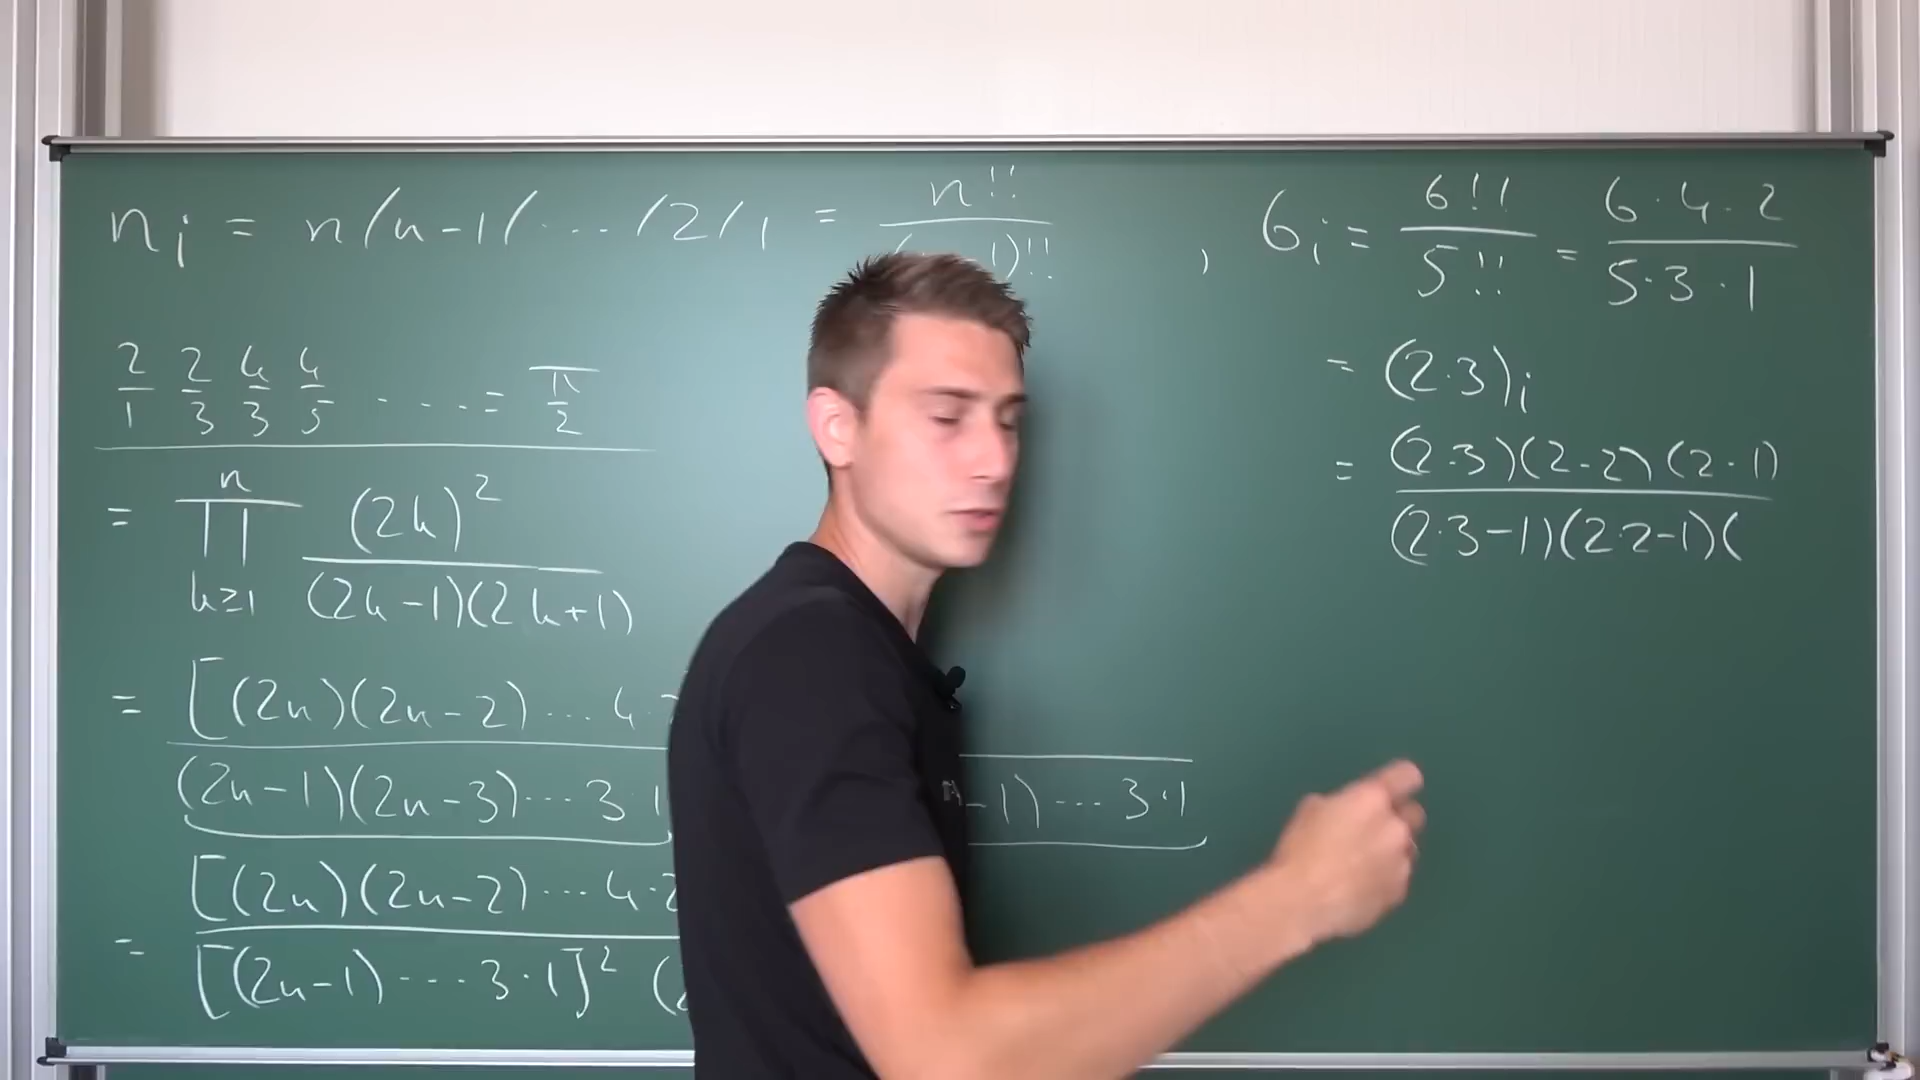 n¡ = n/n-1/.../2/1 = n!!/( -1)!! , 6¡ = 6!!/5!! = 6·4·2/5·3·1
= (2·3)¡
= (2·3)(2·2)(2·1)/(2·3-1)(2·2-1)(
2/1 2/3 4/3 4/5 ..... = π/2
= ∏ n k≥1 (2k)²/(2k-1)(2k+1)
= [(2n)(2n-2)...4·
(2n-1)(2n-3)...3·1 -1)...3·1
= [(2n)(2n-2)...4·2
[(2n-1)...3·1]² (